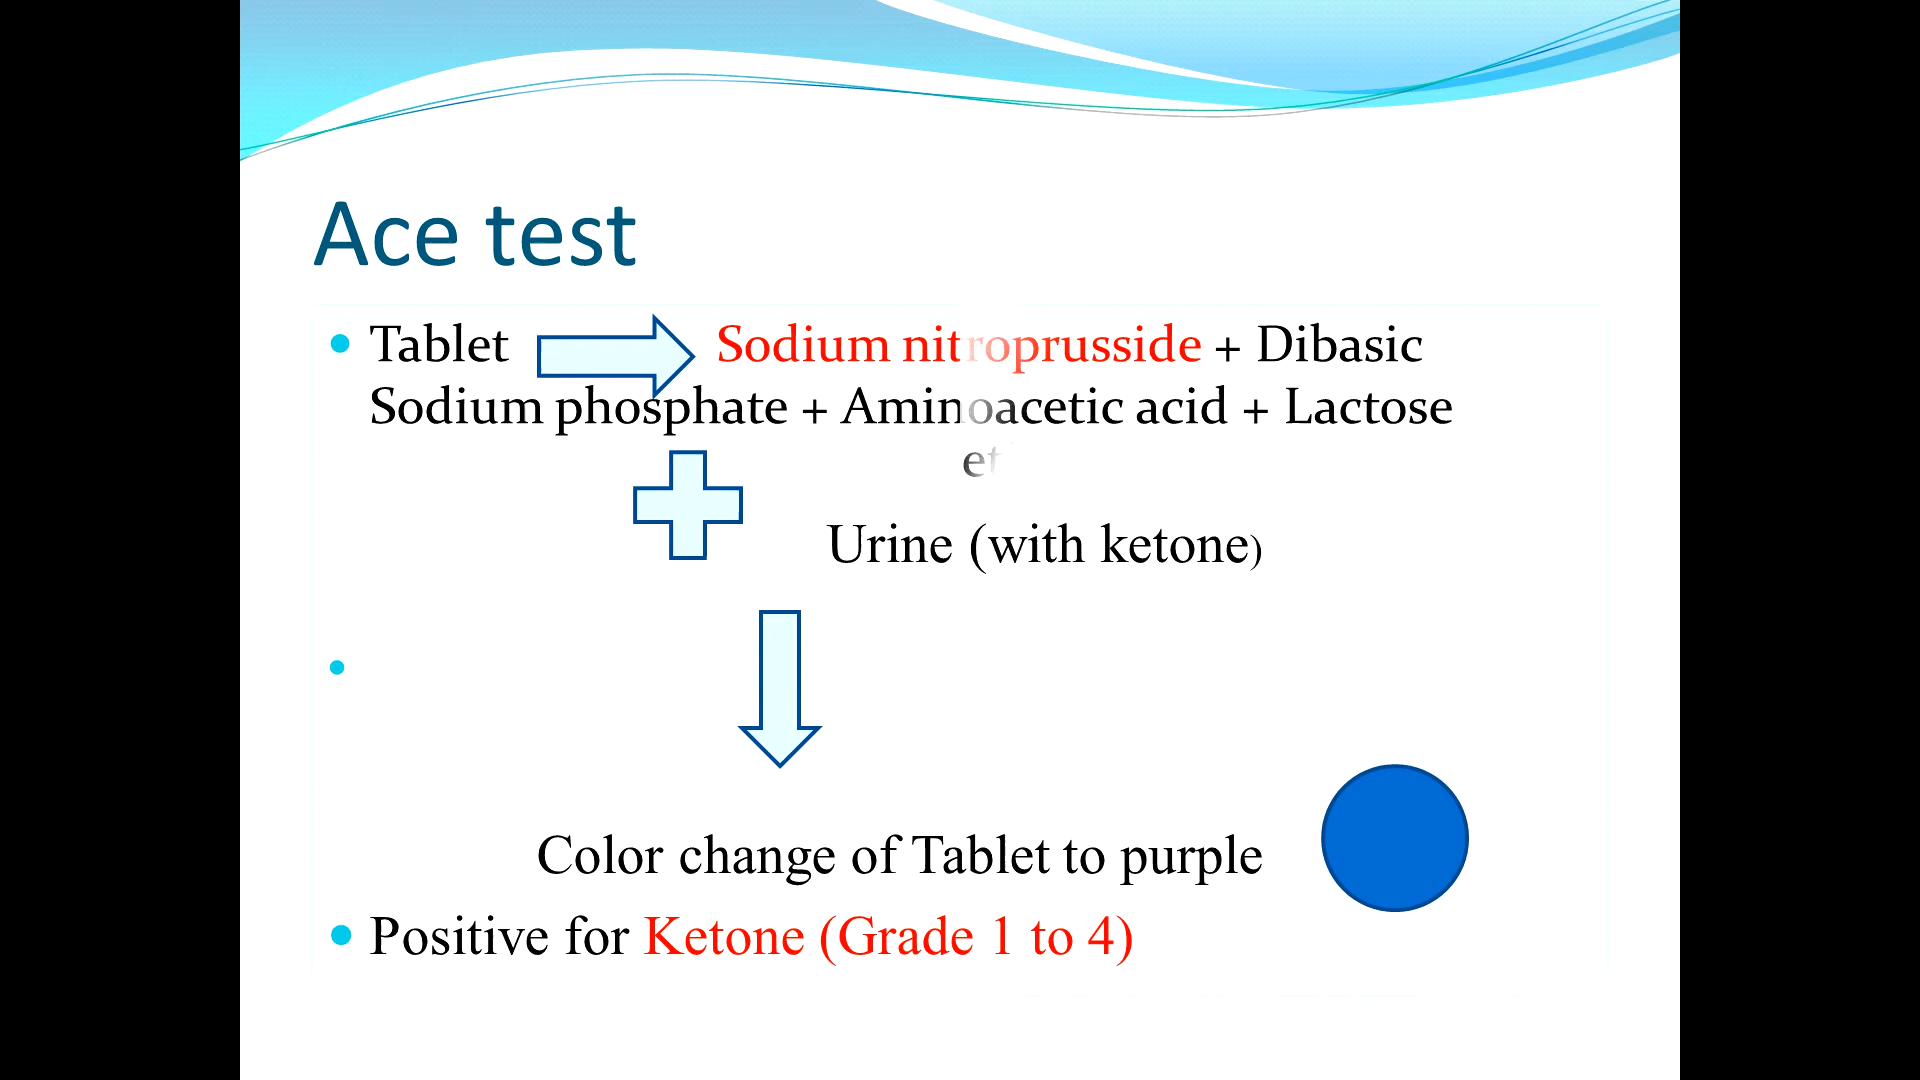 Ace test
• Tablet Sodium nitroprusside + Dibasic
Sodium phosphate + Aminoacetic acid + Lactose
Urine (with ketone)
•
Color change of Tablet to purple
• Positive for Ketone (Grade 1 to 4)